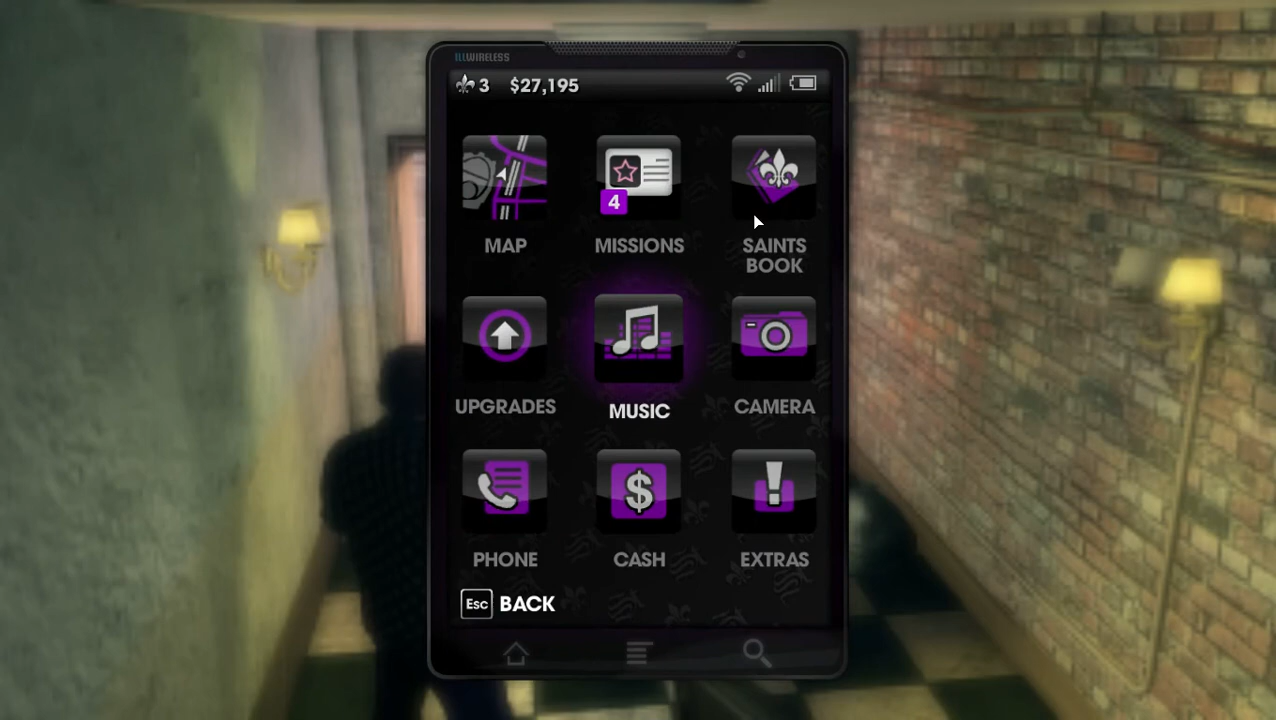 ILLWIRELESS
3 $27,195
MAP
4
MISSIONS
SAINTS
BOOK
UPGRADES
MUSIC
CAMERA
PHONE
$
CASH
!
EXTRAS
Esc BACK